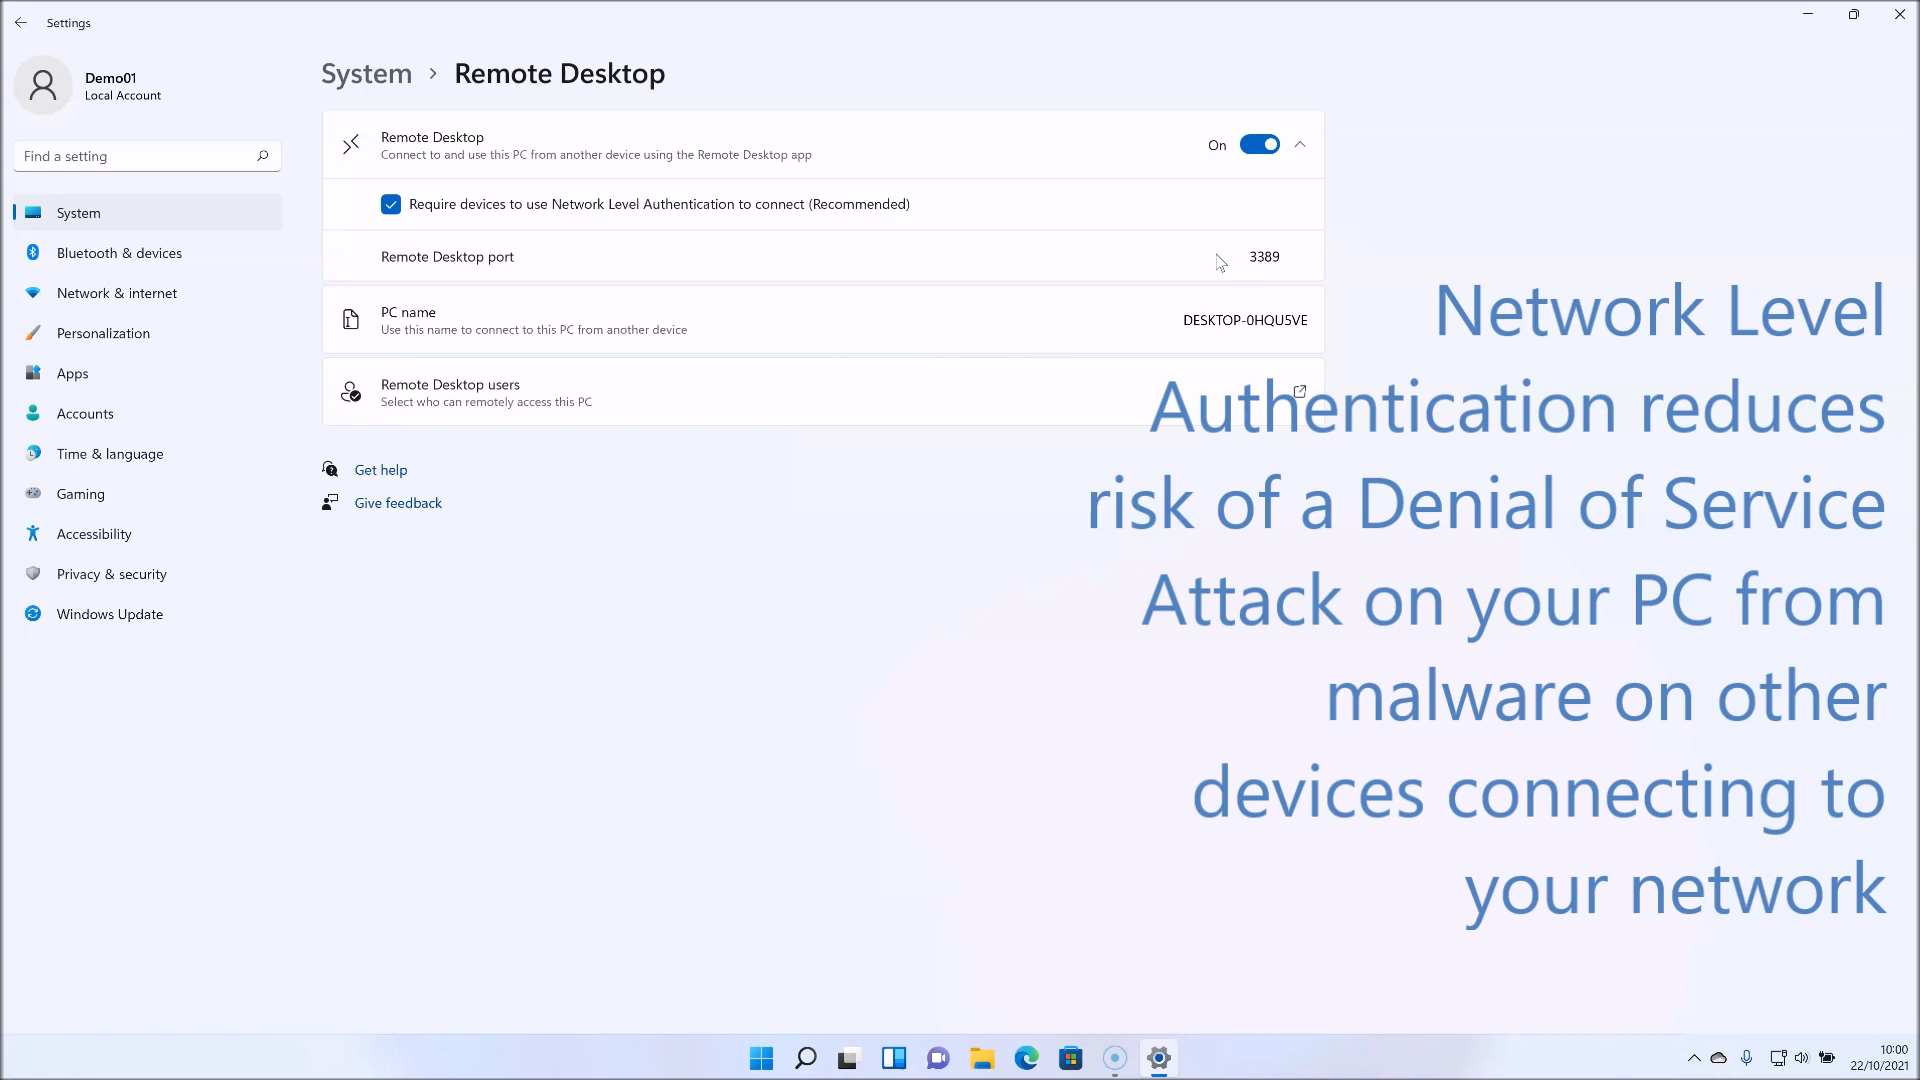 Settings
Demo01
Local Account
Find a setting
System
Bluetooth & devices
Network & internet
Personalization
Apps
Accounts
Time & language
Gaming
Accessibility
Privacy & security
Windows Update
System > Remote Desktop
Remote Desktop
Connect to and use this PC from another device using the Remote Desktop app
On
Require devices to use Network Level Authentication to connect (Recommended)
Remote Desktop port
3389
PC name
Use this name to connect to this PC from another device
DESKTOP-0HQU5VE
Remote Desktop users
Select who can remotely access this PC
Get help
Give feedback
Network Level
Authentication reduces
risk of a Denial of Service
Attack on your PC from
malware on other
devices connecting to
your network
10:00
22/10/2021